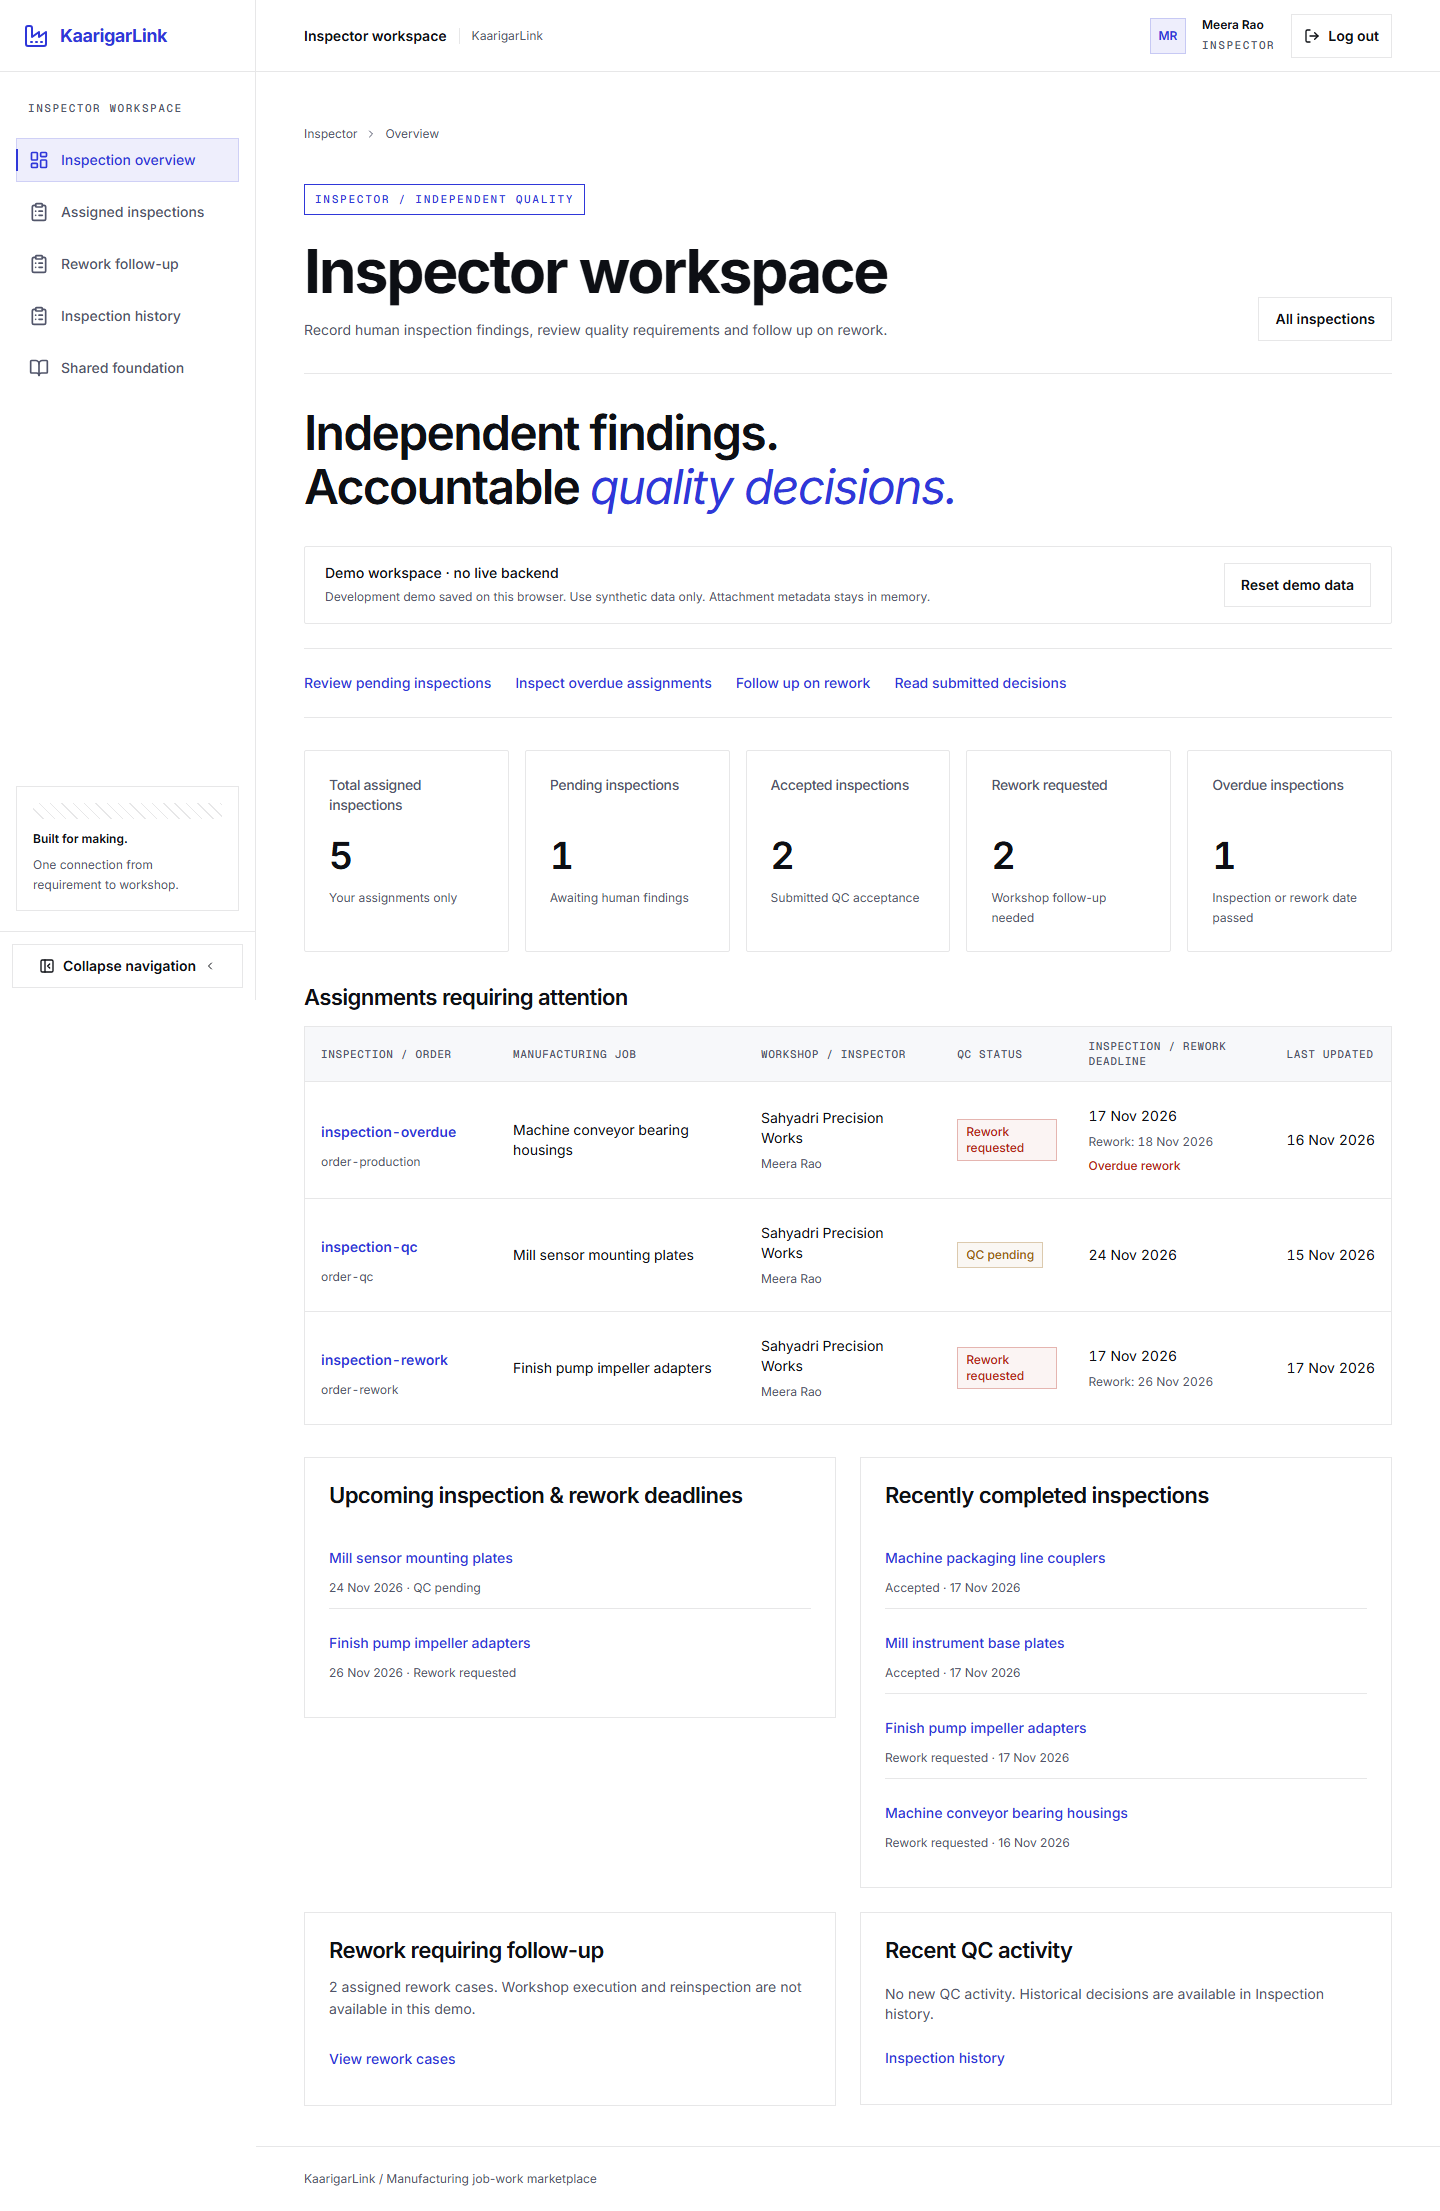 KaarigarLink
Inspector workspace
KaarigarLink
MR
Meera Rao
INSPECTOR
Log out
INSPECTOR WORKSPACE
Inspection overview
Assigned inspections
Rework follow-up
Inspection history
Shared foundation
Built for making.
One connection from
requirement to workshop.
Collapse navigation
Inspector
Overview
INSPECTOR / INDEPENDENT QUALITY
Inspector workspace
Record human inspection findings, review quality requirements and follow up on rework.
All inspections
Independent findings.
Accountable quality decisions.
Demo workspace · no live backend
Development demo saved on this browser. Use synthetic data only. Attachment metadata stays in memory.
Reset demo data
Review pending inspections
Inspect overdue assignments
Follow up on rework
Read submitted decisions
Total assigned
inspections
5
Your assignments only
Pending inspections
1
Awaiting human findings
Accepted inspections
2
Submitted QC acceptance
Rework requested
2
Workshop follow-up
needed
Overdue inspections
1
Inspection or rework date
passed
Assignments requiring attention
INSPECTION / ORDER
MANUFACTURING JOB
WORKSHOP / INSPECTOR
QC STATUS
INSPECTION / REWORK
DEADLINE
LAST UPDATED
inspection-overdue
order-production
Machine conveyor bearing
housings
Sahyadri Precision
Works
Meera Rao
Rework
requested
17 Nov 2026
Rework: 18 Nov 2026
Overdue rework
16 Nov 2026
inspection-qc
order-qc
Mill sensor mounting plates
Sahyadri Precision
Works
Meera Rao
QC pending
24 Nov 2026
15 Nov 2026
inspection-rework
order-rework
Finish pump impeller adapters
Sahyadri Precision
Works
Meera Rao
Rework
requested
17 Nov 2026
Rework: 26 Nov 2026
17 Nov 2026
Upcoming inspection & rework deadlines
Mill sensor mounting plates
24 Nov 2026 · QC pending
Finish pump impeller adapters
26 Nov 2026 · Rework requested
Recently completed inspections
Machine packaging line couplers
Accepted · 17 Nov 2026
Mill instrument base plates
Accepted · 17 Nov 2026
Finish pump impeller adapters
Rework requested · 17 Nov 2026
Machine conveyor bearing housings
Rework requested · 16 Nov 2026
Rework requiring follow-up
2 assigned rework cases. Workshop execution and reinspection are not
available in this demo.
View rework cases
Recent QC activity
No new QC activity. Historical decisions are available in Inspection
history.
Inspection history
KaarigarLink / Manufacturing job-work marketplace